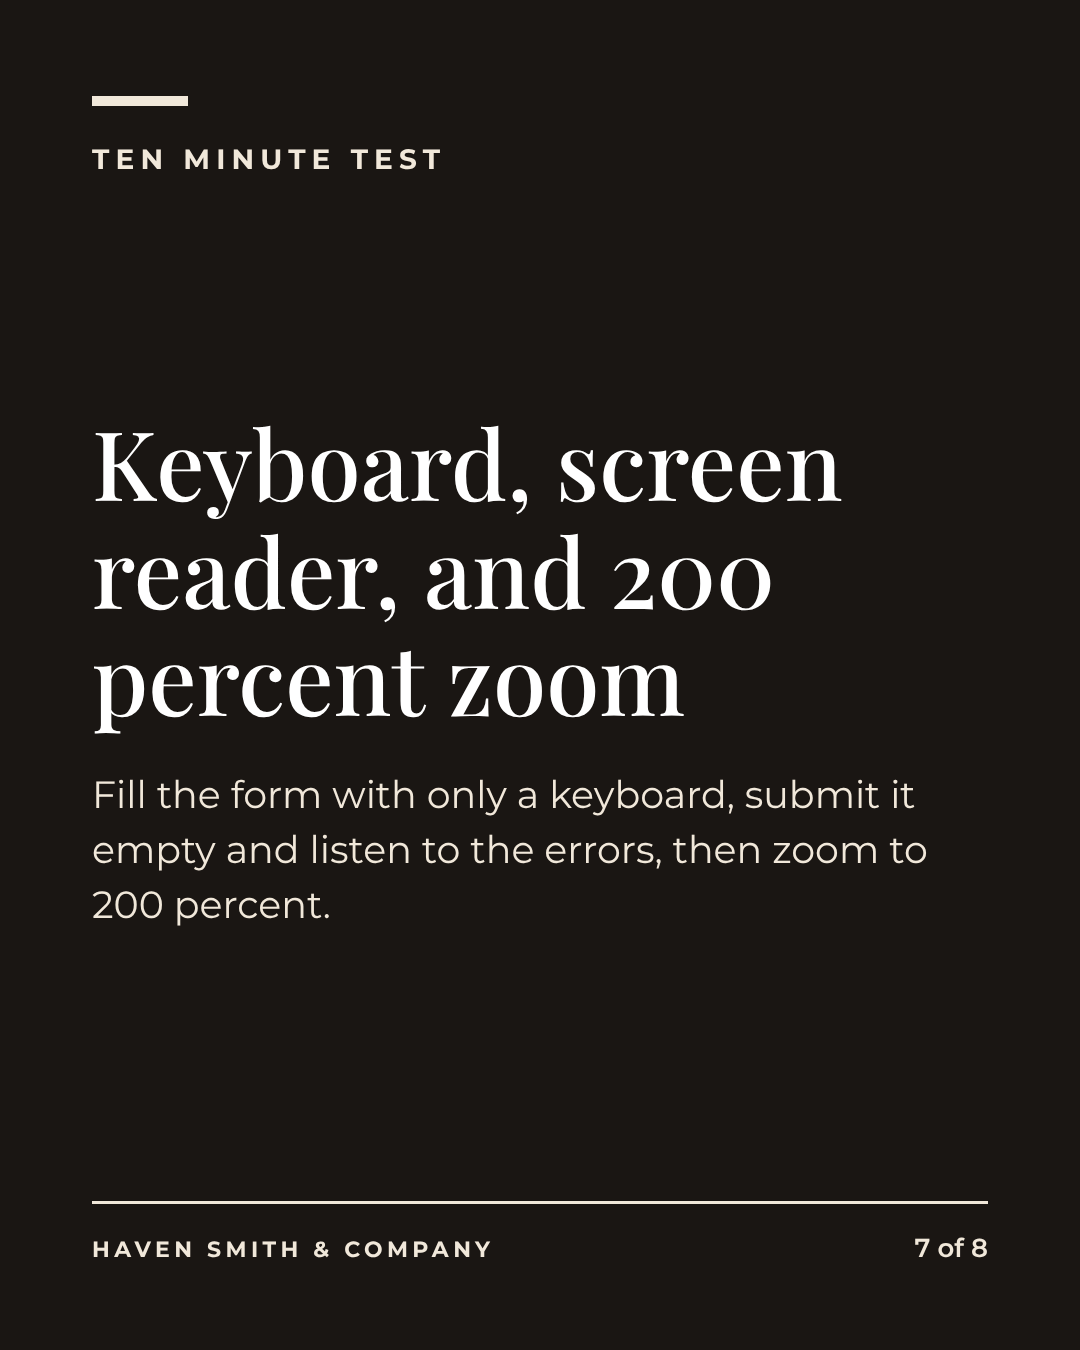 TEN MINUTE TEST
Keyboard, screen
reader, and 200
percent zoom
Fill the form with only a keyboard, submit it
empty and listen to the errors, then zoom to
200 percent.
HAVEN SMITH & COMPANY
7 of 8